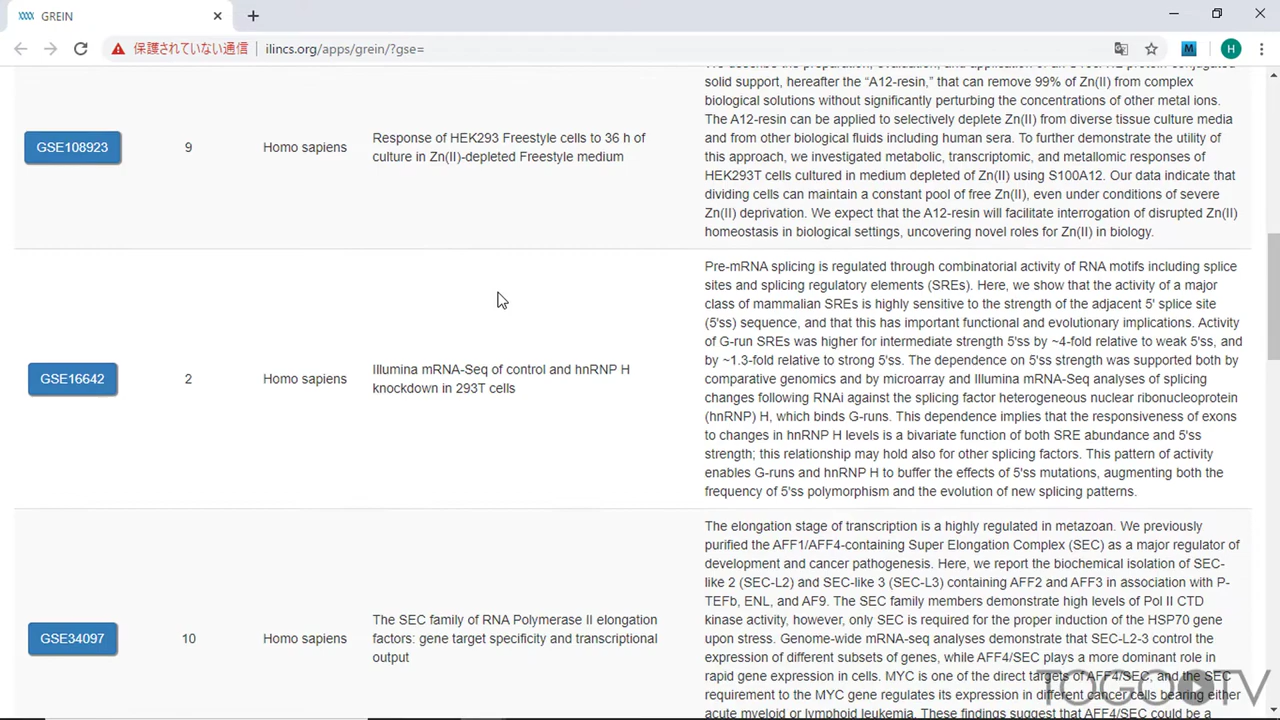 GREIN
保護されていない通信
ilincs.org/apps/grein/?gse=
M
H
solid support, hereafter the “A12-resin,” that can remove 99% of Zn(II) from complex
biological solutions without significantly perturbing the concentrations of other metal ions.
The A12-resin can be applied to selectively deplete Zn(II) from diverse tissue culture media
and from other biological fluids including human sera. To further demonstrate the utility of
this approach, we investigated metabolic, transcriptomic, and metallomic responses of
HEK293T cells cultured in medium depleted of Zn(II) using S100A12. Our data indicate that
dividing cells can maintain a constant pool of free Zn(II), even under conditions of severe
Zn(II) deprivation. We expect that the A12-resin will facilitate interrogation of disrupted Zn(II)
homeostasis in biological settings, uncovering novel roles for Zn(II) in biology.
GSE108923
9
Homo sapiens
Response of HEK293 Freestyle cells to 36 h of
culture in Zn(II)-depleted Freestyle medium
Pre-mRNA splicing is regulated through combinatorial activity of RNA motifs including splice
sites and splicing regulatory elements (SREs). Here, we show that the activity of a major
class of mammalian SREs is highly sensitive to the strength of the adjacent 5' splice site
(5'ss) sequence, and that this has important functional and evolutionary implications. Activity
of G-run SREs was higher for intermediate strength 5'ss by ~4-fold relative to weak 5'ss, and
by ~1.3-fold relative to strong 5'ss. The dependence on 5'ss strength was supported both by
comparative genomics and by microarray and Illumina mRNA-Seq analyses of splicing
changes following RNAi against the splicing factor heterogeneous nuclear ribonucleoprotein
(hnRNP) H, which binds G-runs. This dependence implies that the responsiveness of exons
to changes in hnRNP H levels is a bivariate function of both SRE abundance and 5'ss
strength; this relationship may hold also for other splicing factors. This pattern of activity
enables G-runs and hnRNP H to buffer the effects of 5'ss mutations, augmenting both the
frequency of 5'ss polymorphism and the evolution of new splicing patterns.
GSE16642
2
Homo sapiens
Illumina mRNA-Seq of control and hnRNP H
knockdown in 293T cells
The elongation stage of transcription is a highly regulated in metazoan. We previously
purified the AFF1/AFF4-containing Super Elongation Complex (SEC) as a major regulator of
development and cancer pathogenesis. Here, we report the biochemical isolation of SEC-
like 2 (SEC-L2) and SEC-like 3 (SEC-L3) containing AFF2 and AFF3 in association with P-
TEFb, ENL, and AF9. The SEC family members demonstrate high levels of Pol II CTD
kinase activity, however, only SEC is required for the proper induction of the HSP70 gene
upon stress. Genome-wide mRNA-seq analyses demonstrate that SEC-L2-3 control the
expression of different subsets of genes, while AFF4/SEC plays a more dominant role in
rapid gene expression in cells. MYC is one of the direct targets of AFF4/SEC, and the SEC
requirement to the MYC gene regulates its expression in different cancer cells bearing either
acute myeloid or lymphoid leukemia. These findings suggest that AFF4/SEC could be a
GSE34097
10
Homo sapiens
The SEC family of RNA Polymerase II elongation
factors: gene target specificity and transcriptional
output
TOGO TV